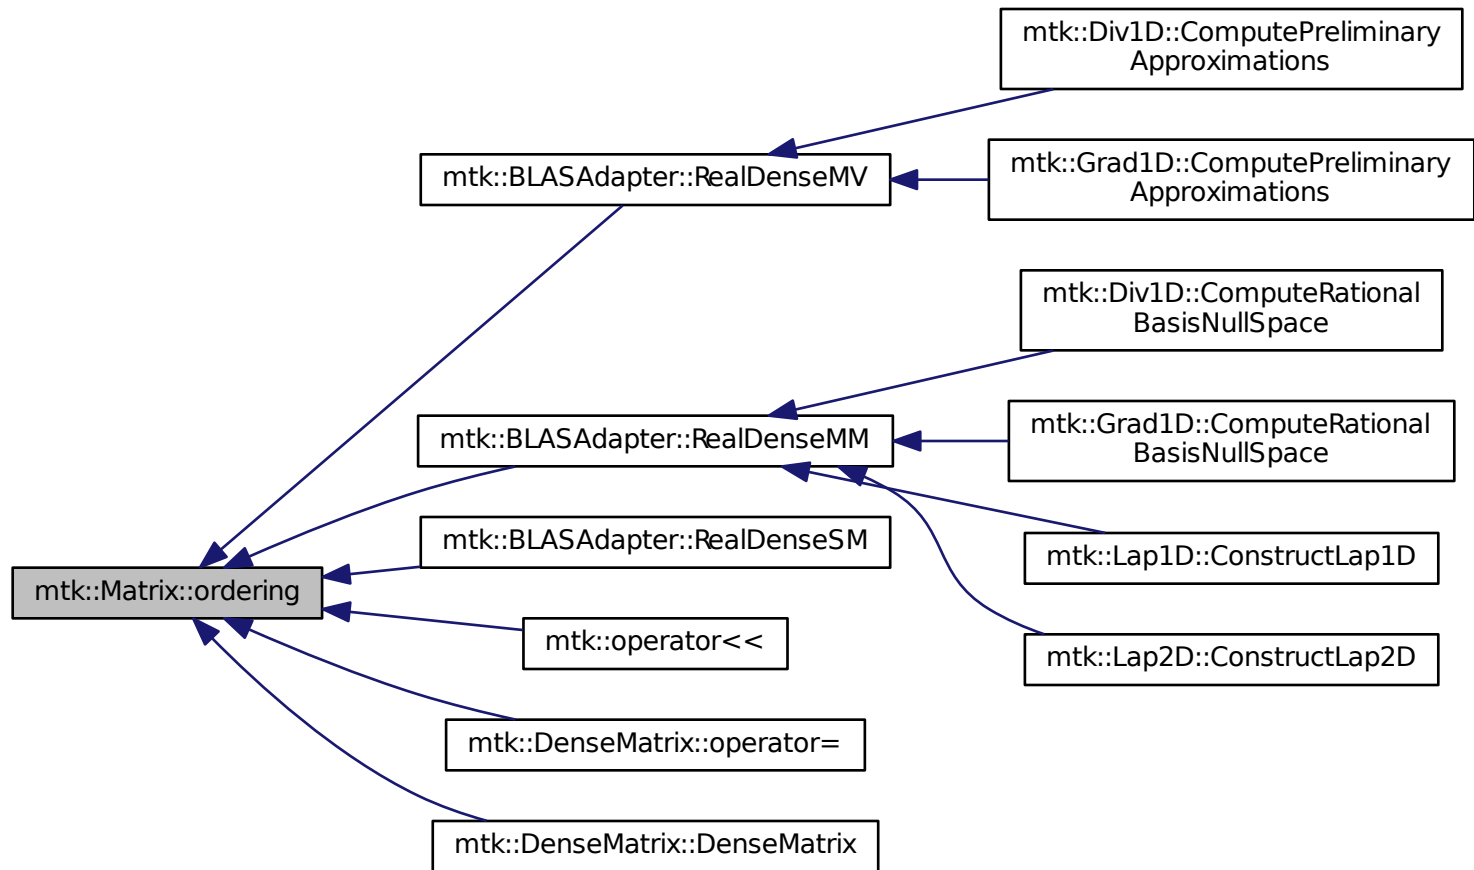 mtk::Div1D::ComputePreliminary
Approximations
mtk::BLASAdapter::RealDenseMV
mtk::Grad1D::ComputePreliminary
Approximations
mtk::Div1D::ComputeRational
BasisNullSpace
mtk::BLASAdapter::RealDenseMM
mtk::Grad1D::ComputeRational
BasisNullSpace
mtk::BLASAdapter::RealDenseSM
mtk::Lap1D::ConstructLap1D
mtk::Matrix::ordering
mtk::operator<<
mtk::Lap2D::ConstructLap2D
mtk::DenseMatrix::operator=
mtk::DenseMatrix::DenseMatrix